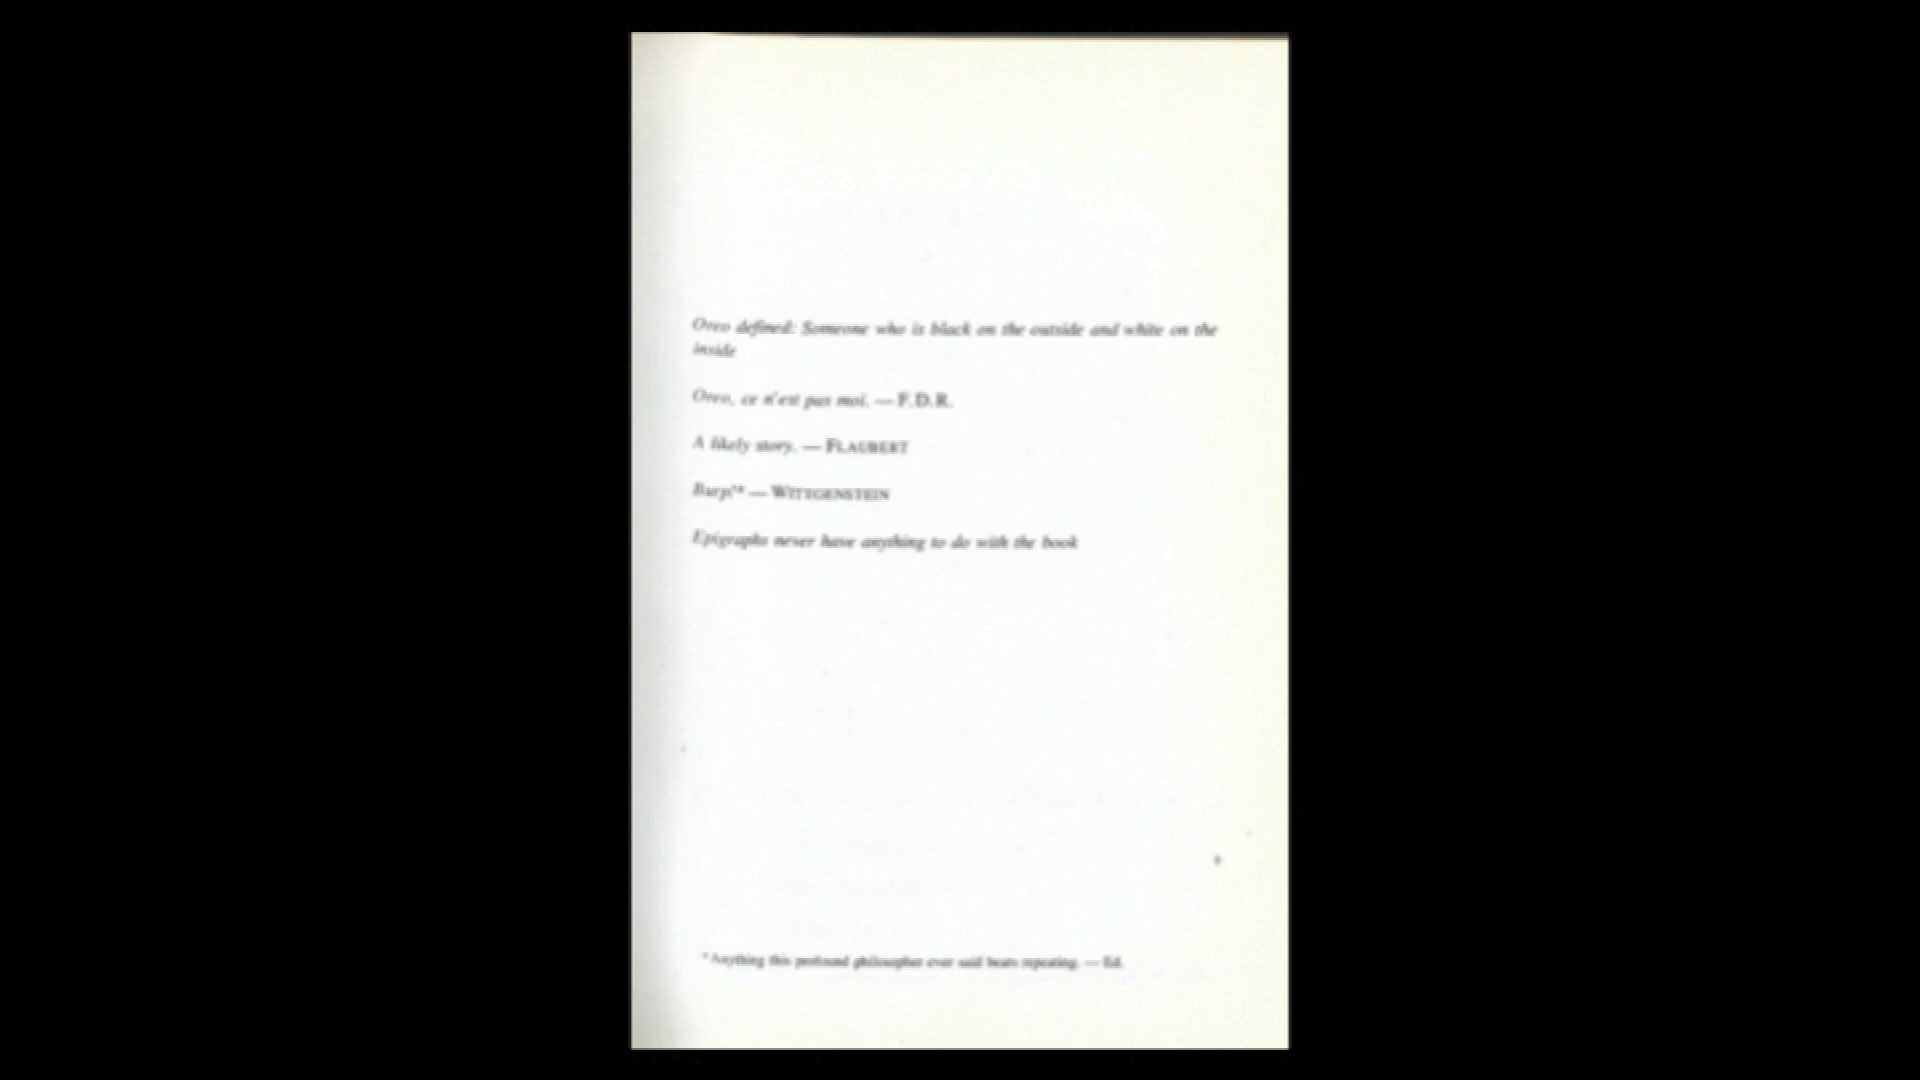 Oreo defined: Someone who is black on the outside and white on the
inside
Oreo, ce n'est pas moi. — F.D.R.
A likely story. — FLAUBERT
Burp!* — WITTGENSTEIN
Epigraphs never have anything to do with the book
*Anything this profound philosopher ever said bears repeating. — Ed.